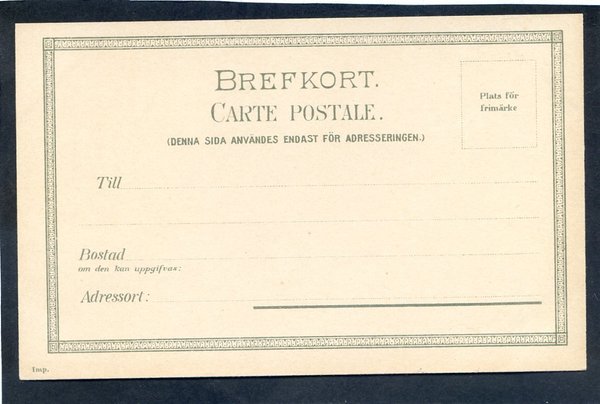 BREFKORT.
CARTE POSTALE.
(DENNA SIDA ANVÄNDES ENDAST FÖR ADRESSERINGEN.)
Plats för
frimärke
Till
Bostad
om den kan uppgifvas:
Adressort:
Imp.